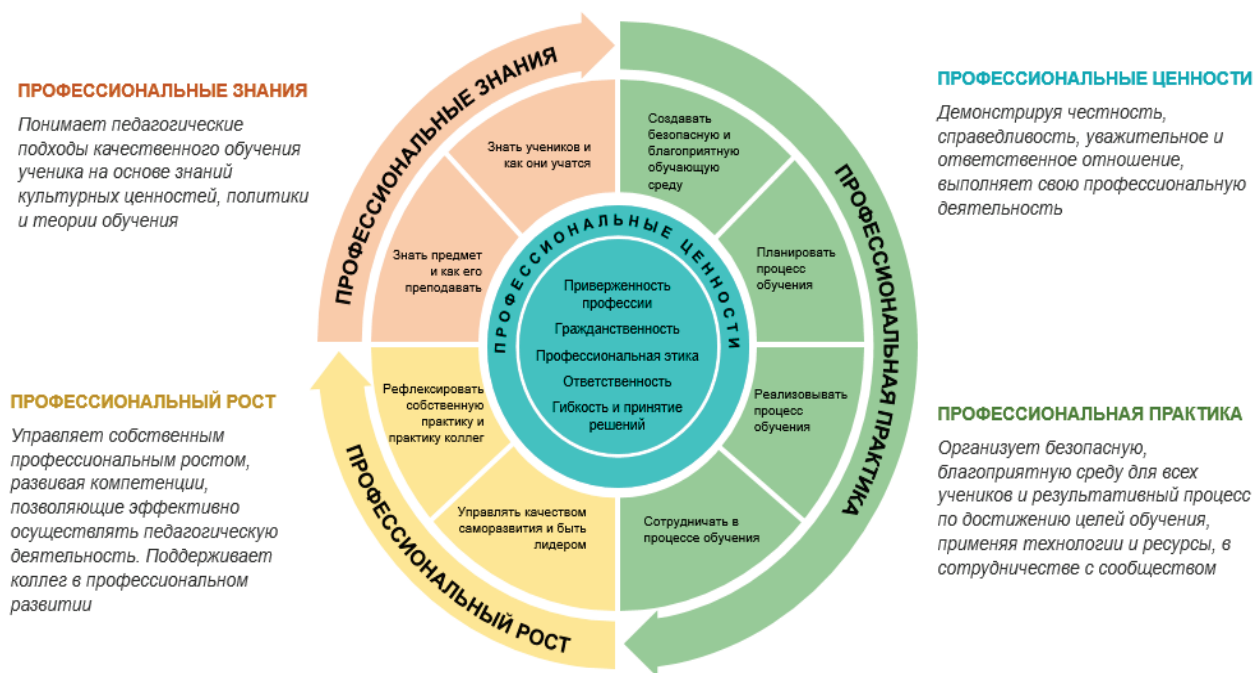 ПРОФЕССИОНАЛЬНЫЕ ЗНАНИЯ
Понимает педагогические
подходы качественного обучения
ученика на основе знаний
культурных ценностей, политики
и теории обучения
ПРОФЕССИОНАЛЬНЫЙ РОСТ
Управляет собственным
профессиональным ростом,
развивая компетенции,
позволяющие эффективно
осуществлять педагогическую
деятельность. Поддерживает
коллег в профессиональном
развитии
ПРОФЕССИОНАЛЬНЫЕ ЗНАНИЯ
Знать учеников и
как они учатся
Знать предмет
и как его
преподавать
ПРОФЕССИОНАЛЬНАЯ ПРАКТИКА
Создавать
безопасную и
благоприятную
обучающую
среду
Планировать
процесс
обучения
Реализовывать
процесс
обучения
Сотрудничать в
процессе обучения
ПРОФЕССИОНАЛЬНЫЙ РОСТ
Управлять качеством
саморазвития и быть
лидером
Рефлексировать
собственную
практику и
практику коллег
ПРОФЕССИОНАЛЬНЫЕ ЦЕННОСТИ
Приверженность
профессии
Гражданственность
Профессиональная этика
Ответственность
Гибкость и принятие
решений
ПРОФЕССИОНАЛЬНЫЕ ЦЕННОСТИ
Демонстрируя честность,
справедливость, уважительное и
ответственное отношение,
выполняет свою профессиональную
деятельность
ПРОФЕССИОНАЛЬНАЯ ПРАКТИКА
Организует безопасную,
благоприятную среду для всех
учеников и результативный процесс
по достижению целей обучения,
применяя технологии и ресурсы, в
сотрудничестве с сообществом